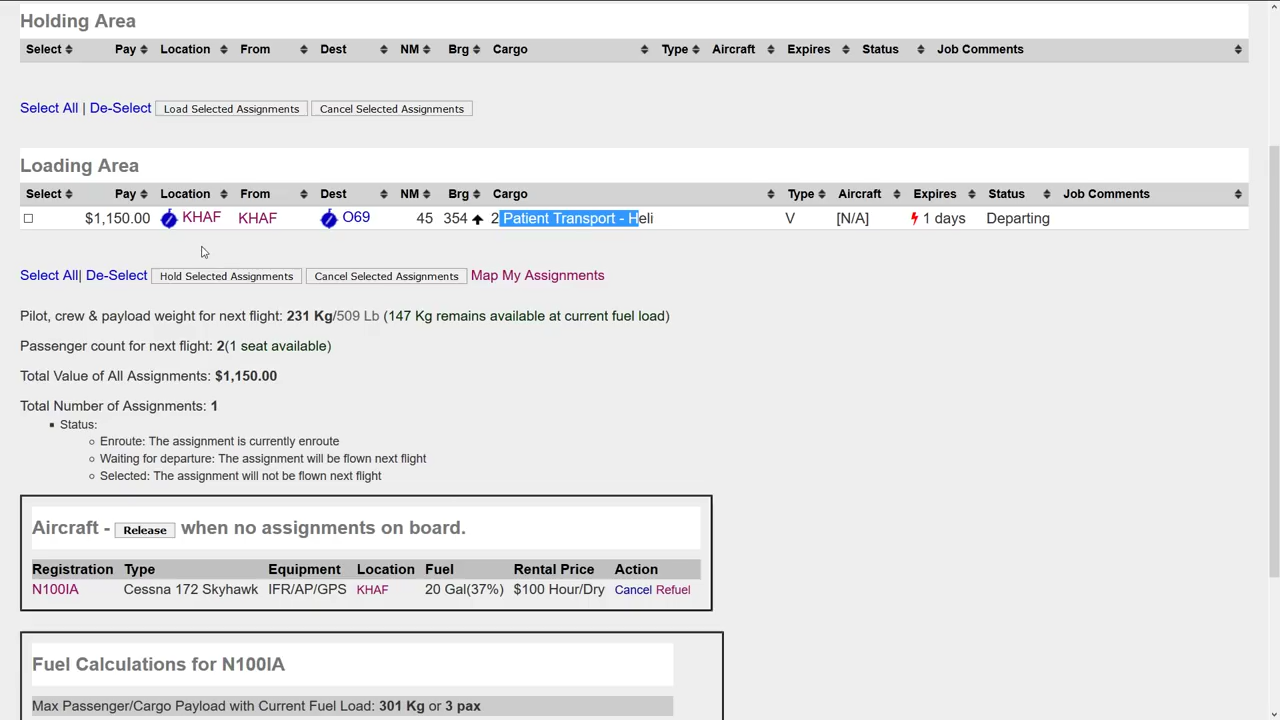 Holding Area
Select Pay Location From Dest NM Brg Cargo Type Aircraft Expires Status Job Comments
Select All | De-Select Load Selected Assignments Cancel Selected Assignments
Loading Area
Select Pay Location From Dest NM Brg Cargo Type Aircraft Expires Status Job Comments
$1,150.00 KHAF KHAF O69 45 354 2 Patient Transport - Heli V [N/A] 1 days Departing
Select All| De-Select Hold Selected Assignments Cancel Selected Assignments Map My Assignments
Pilot, crew & payload weight for next flight: 231 Kg/509 Lb (147 Kg remains available at current fuel load)
Passenger count for next flight: 2(1 seat available)
Total Value of All Assignments: $1,150.00
Total Number of Assignments: 1
Status:
Enroute: The assignment is currently enroute
Waiting for departure: The assignment will be flown next flight
Selected: The assignment will not be flown next flight
Aircraft - Release when no assignments on board.
Registration Type Equipment Location Fuel Rental Price Action
N100IA Cessna 172 Skyhawk IFR/AP/GPS KHAF 20 Gal(37%) $100 Hour/Dry Cancel Refuel
Fuel Calculations for N100IA
Max Passenger/Cargo Payload with Current Fuel Load: 301 Kg or 3 pax